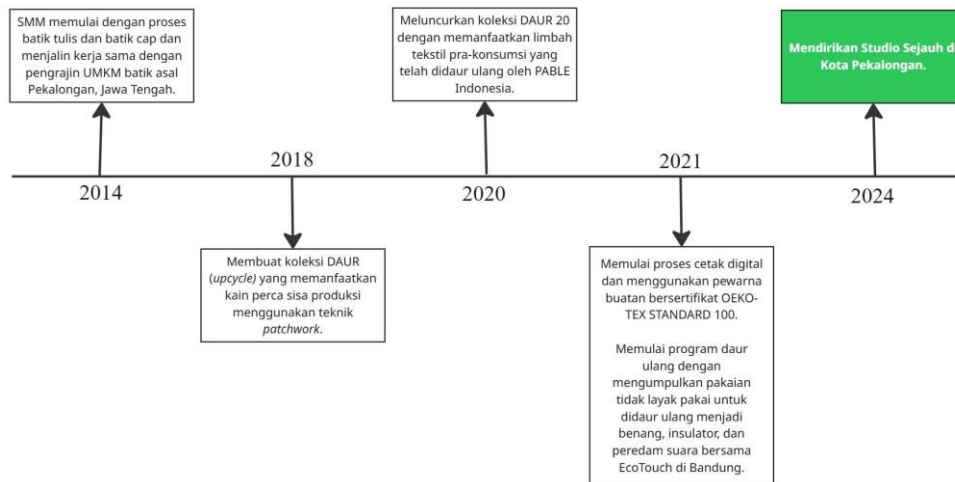 SMM memulai dengan proses
batik tulis dan batik cap dan
menjalin kerja sama dengan
pengrajin UMKM batik asal
Pekalongan, Jawa Tengah.
2014
2018
Membuat koleksi DAUR
(upcycle) yang memanfaatkan
kain perca sisa produksi
menggunakan teknik
patchwork.
Meluncurkan koleksi DAUR 20
dengan memanfaatkan limbah
tekstil pra-konsumsi yang
telah didaur ulang oleh PABLE
Indonesia.
2020
2021
Memulai proses cetak digital
dan menggunakan pewarna
buatan bersertifikat OEKO-
TEX STANDARD 100.
Memulai program daur
ulang dengan
mengumpulkan pakaian
tidak layak pakai untuk
didaur ulang menjadi
benang, insulator, dan
peredam suara bersama
EcoTouch di Bandung.
Mendirikan Studio Sejauh d
Kota Pekalongan.
2024